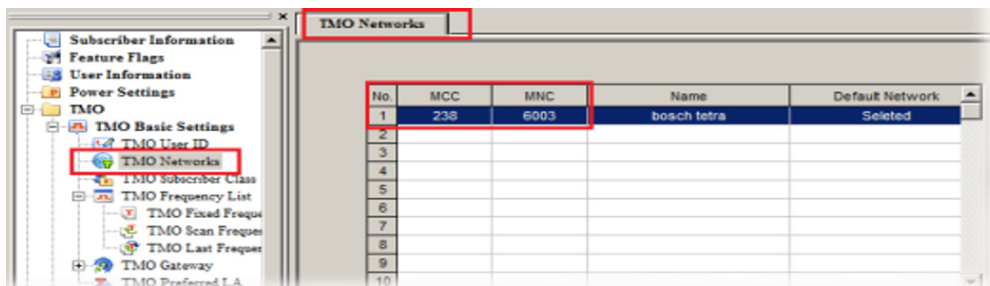 TMO Networks
Subscriber Information
Feature Flags
User Information
Power Settings
TMO
TMO Basic Settings
TMO User ID
TMO Networks
TMO Subscriber Class
TMO Frequency List
TMO Fixed Freque
TMO Scan Freque
TMO Last Frequen
TMO Gateway
TMO Preferred LA
No. MCC MNC Name Default Network
1 238 6003 bosch tetra Seleted
2
3
4
5
6
7
8
9
10